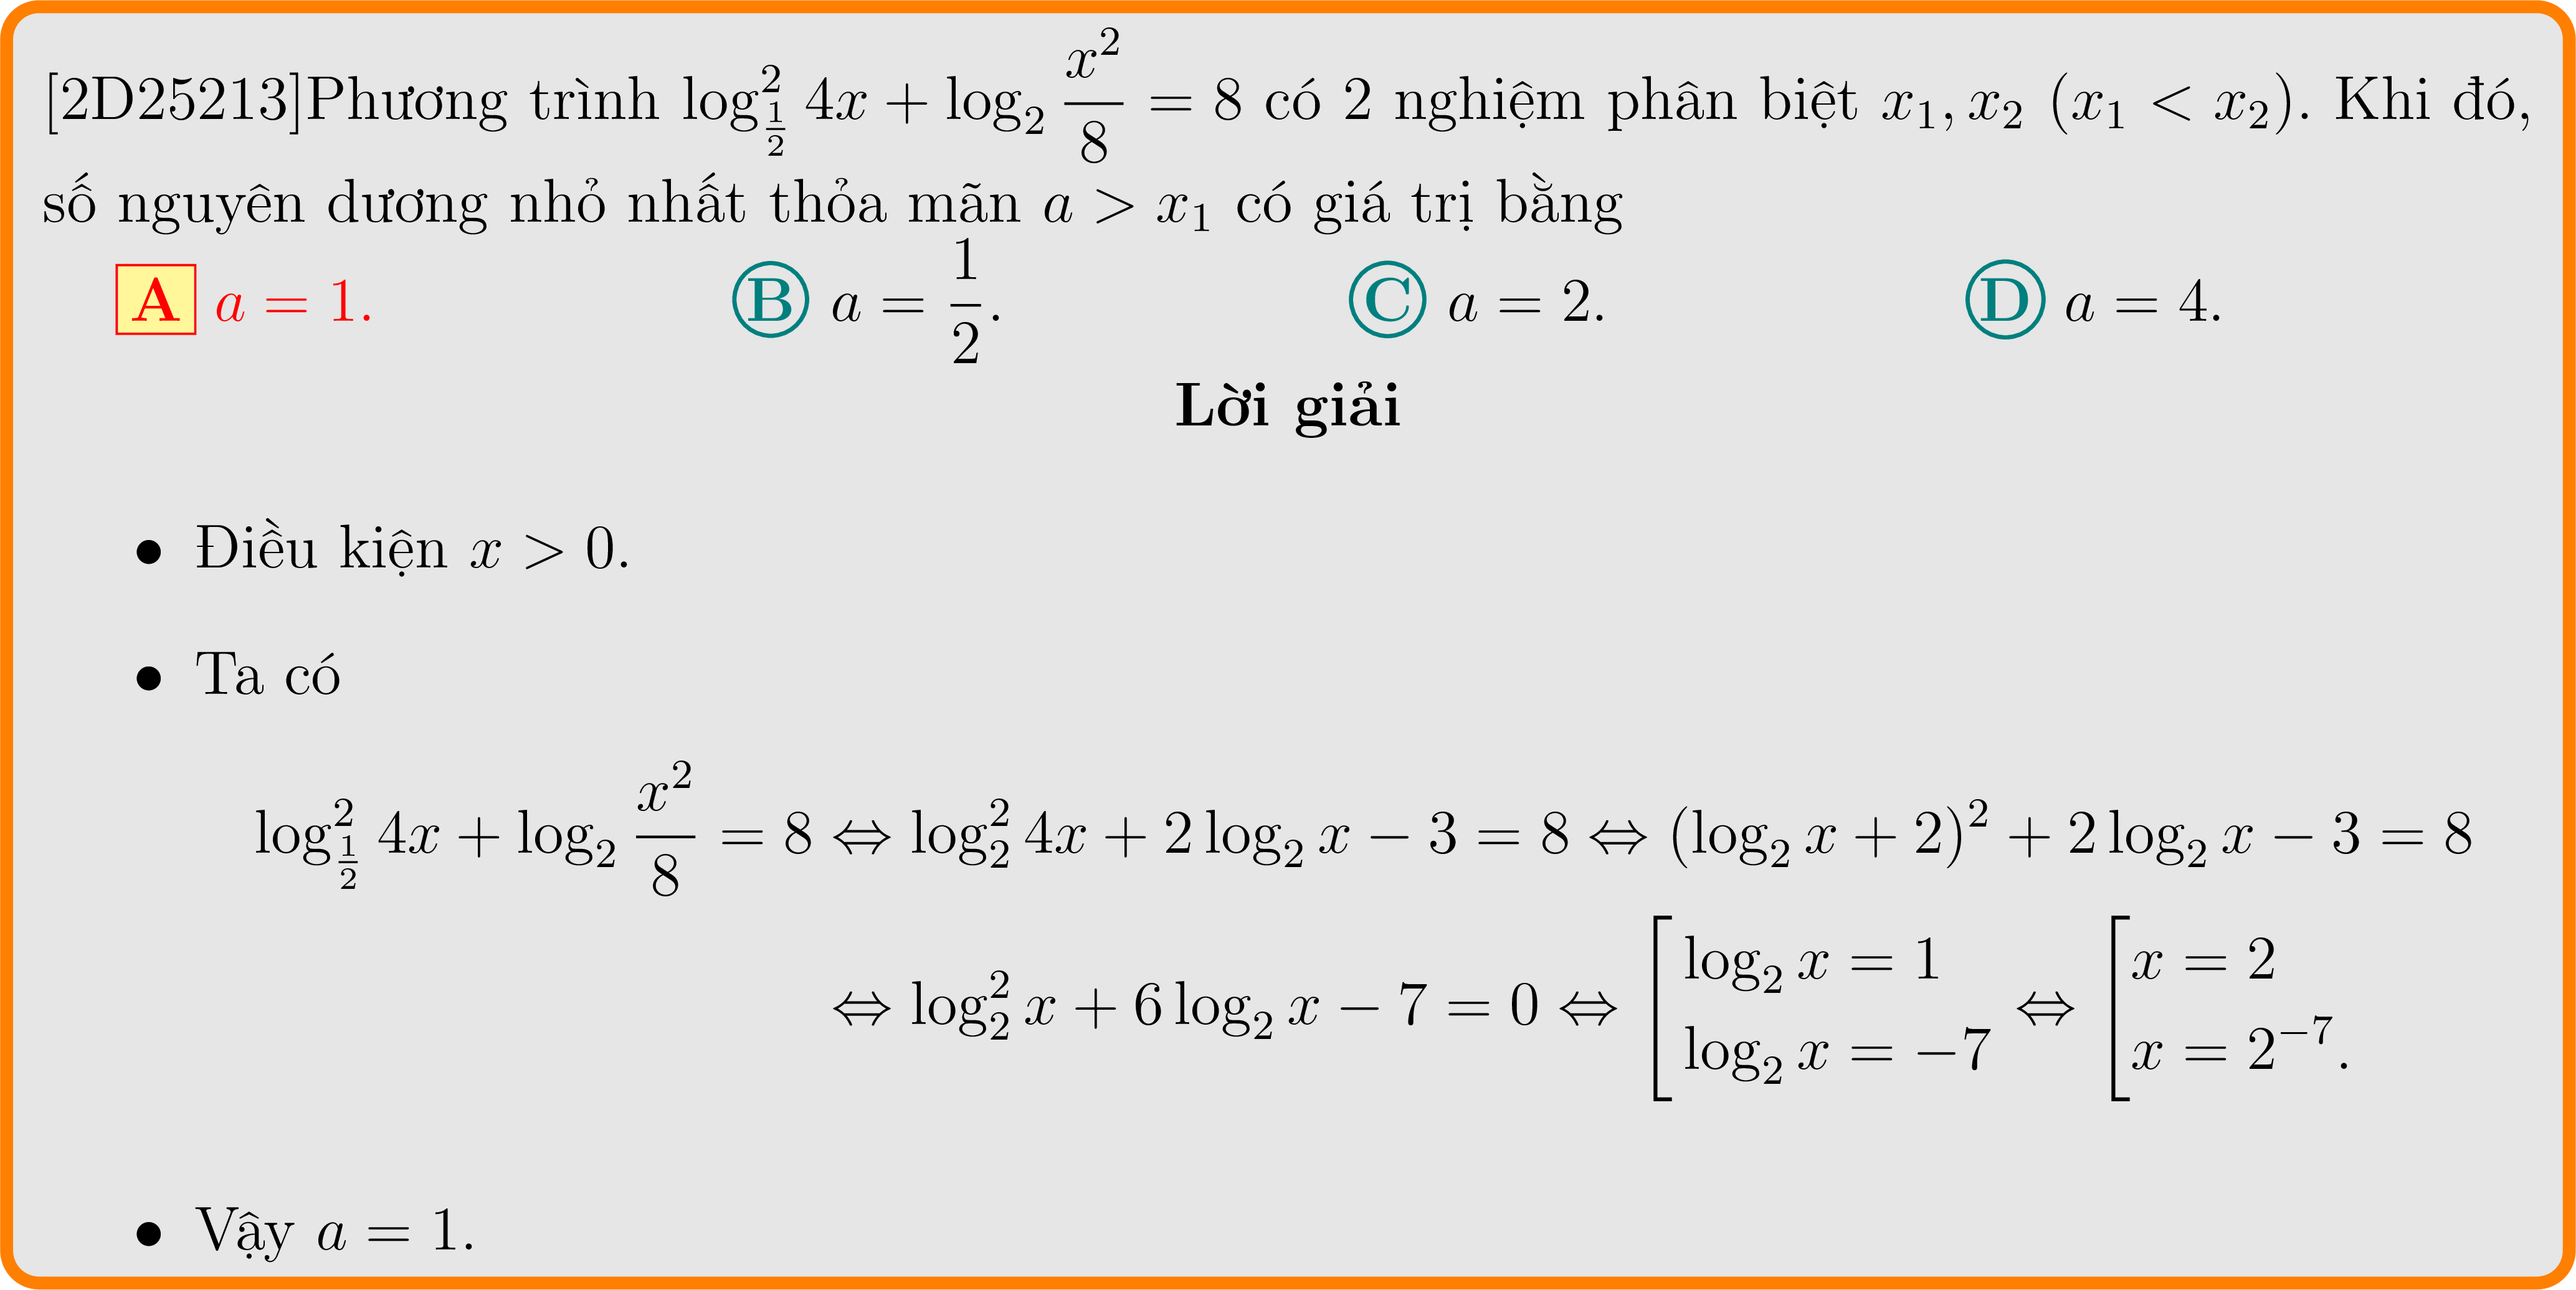 [2D25213]Phương trình $\log^2_{\frac{1}{2}} 4x + \log_2 \frac{x^2}{8} = 8$ có 2 nghiệm phân biệt $x_1, x_2$ $(x_1 < x_2)$. Khi đó,
số nguyên dương nhỏ nhất thỏa mãn $a > x_1$ có giá trị bằng
A $a = 1.$ B $a = \frac{1}{2}.$ C $a = 2.$ D $a = 4.$
Lời giải
• Điều kiện $x > 0.$
• Ta có
$\log^2_{\frac{1}{2}} 4x + \log_2 \frac{x^2}{8} = 8 \Leftrightarrow \log^2_2 4x + 2\log_2 x - 3 = 8 \Leftrightarrow (\log_2 x + 2)^2 + 2\log_2 x - 3 = 8$
$\Leftrightarrow \log^2_2 x + 6\log_2 x - 7 = 0 \Leftrightarrow \left[\begin{array}{l} \log_2 x = 1 \\ \log_2 x = -7 \end{array}\right. \Leftrightarrow \left[\begin{array}{l} x = 2 \\ x = 2^{-7}. \end{array}\right.$
• Vậy $a = 1.$